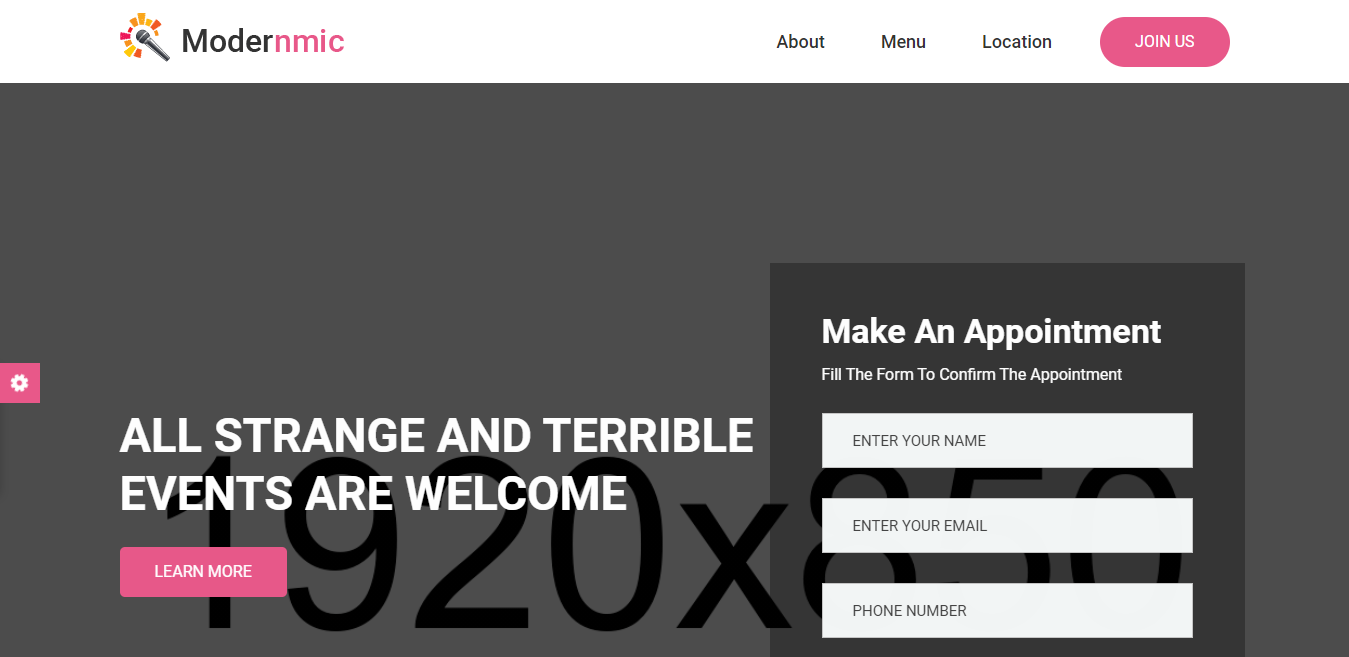 Modernmic
About
Menu
Location
JOIN US
Make An Appointment
Fill The Form To Confirm The Appointment
ALL STRANGE AND TERRIBLE
EVENTS ARE WELCOME
LEARN MORE
1920x850
ENTER YOUR NAME
ENTER YOUR EMAIL
PHONE NUMBER